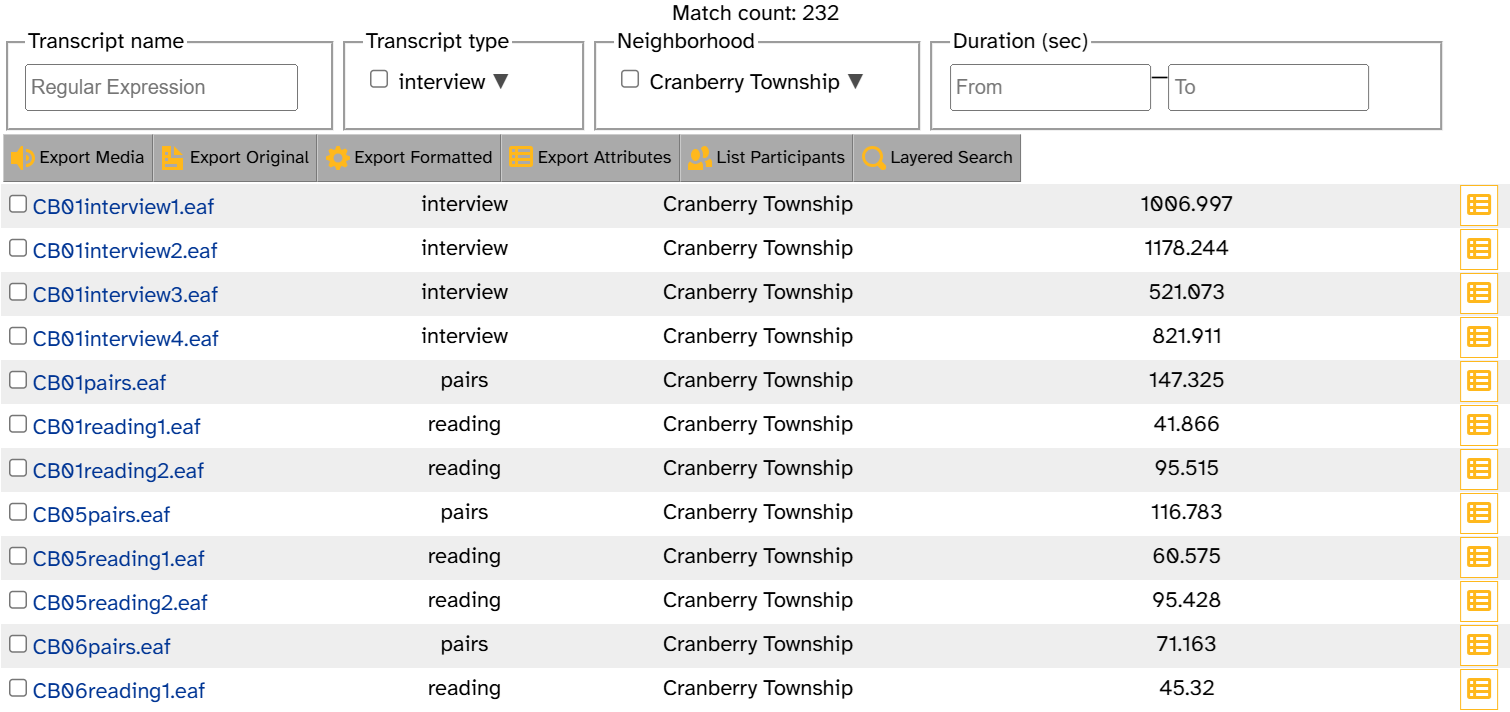 Match count: 232
Transcript name Transcript type Neighborhood Duration (sec)
Regular Expression interview ▼ Cranberry Township ▼ From — To
Export Media Export Original Export Formatted Export Attributes List Participants Layered Search
CB01interview1.eaf interview Cranberry Township 1006.997
CB01interview2.eaf interview Cranberry Township 1178.244
CB01interview3.eaf interview Cranberry Township 521.073
CB01interview4.eaf interview Cranberry Township 821.911
CB01pairs.eaf pairs Cranberry Township 147.325
CB01reading1.eaf reading Cranberry Township 41.866
CB01reading2.eaf reading Cranberry Township 95.515
CB05pairs.eaf pairs Cranberry Township 116.783
CB05reading1.eaf reading Cranberry Township 60.575
CB05reading2.eaf reading Cranberry Township 95.428
CB06pairs.eaf pairs Cranberry Township 71.163
CB06reading1.eaf reading Cranberry Township 45.32